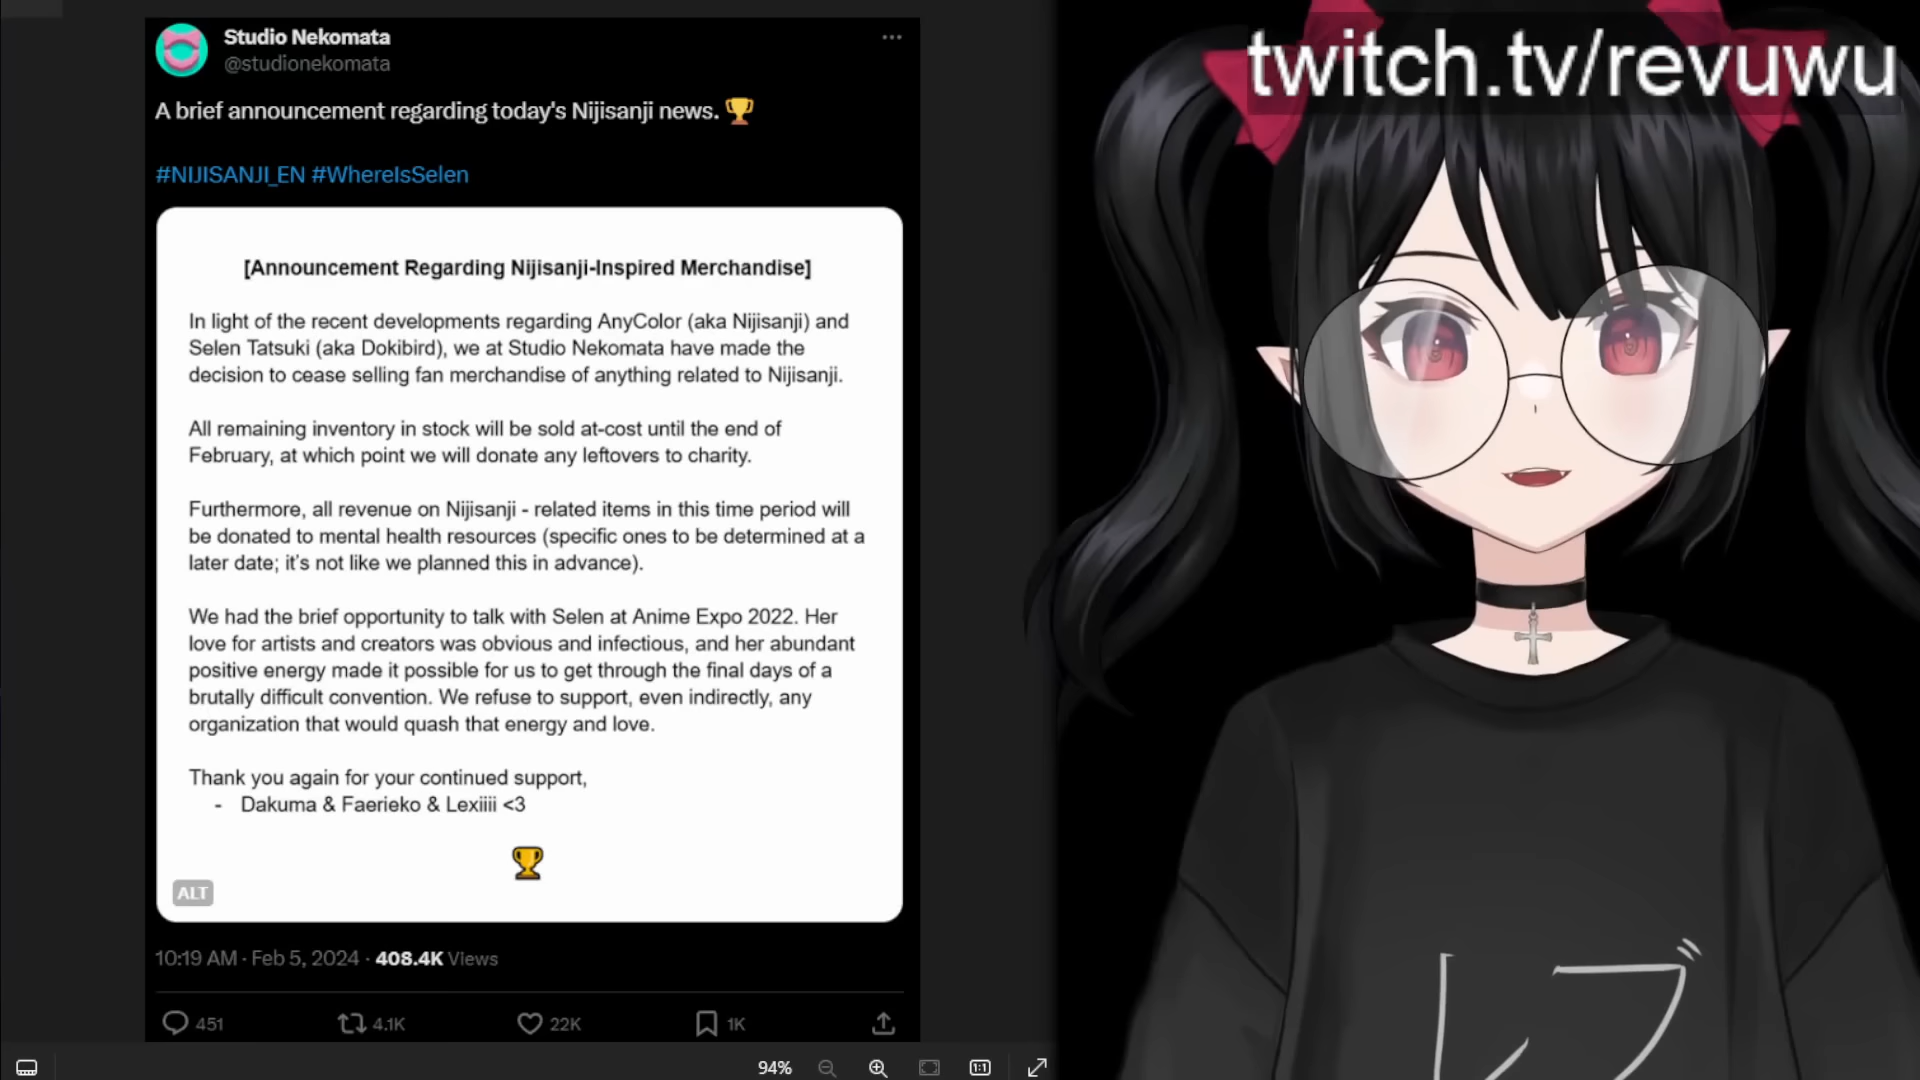 Studio Nekomata
@studionekomata
A brief announcement regarding today's Nijisanji news. 🏆
#NIJISANJI_EN #WhereIsSelen
[Announcement Regarding Nijisanji-Inspired Merchandise]
In light of the recent developments regarding AnyColor (aka Nijisanji) and
Selen Tatsuki (aka Dokibird), we at Studio Nekomata have made the
decision to cease selling fan merchandise of anything related to Nijisanji.
All remaining inventory in stock will be sold at-cost until the end of
February, at which point we will donate any leftovers to charity.
Furthermore, all revenue on Nijisanji - related items in this time period will
be donated to mental health resources (specific ones to be determined at a
later date; it's not like we planned this in advance).
We had the brief opportunity to talk with Selen at Anime Expo 2022. Her
love for artists and creators was obvious and infectious, and her abundant
positive energy made it possible for us to get through the final days of a
brutally difficult convention. We refuse to support, even indirectly, any
organization that would quash that energy and love.
Thank you again for your continued support,
- Dakuma & Faerieko & Lexiiii <3
🏆
ALT
10:19 AM · Feb 5, 2024 · 408.4K Views
451 4.1K 22K 1K
94% 1:1
twitch.tv/revuwu
レブ